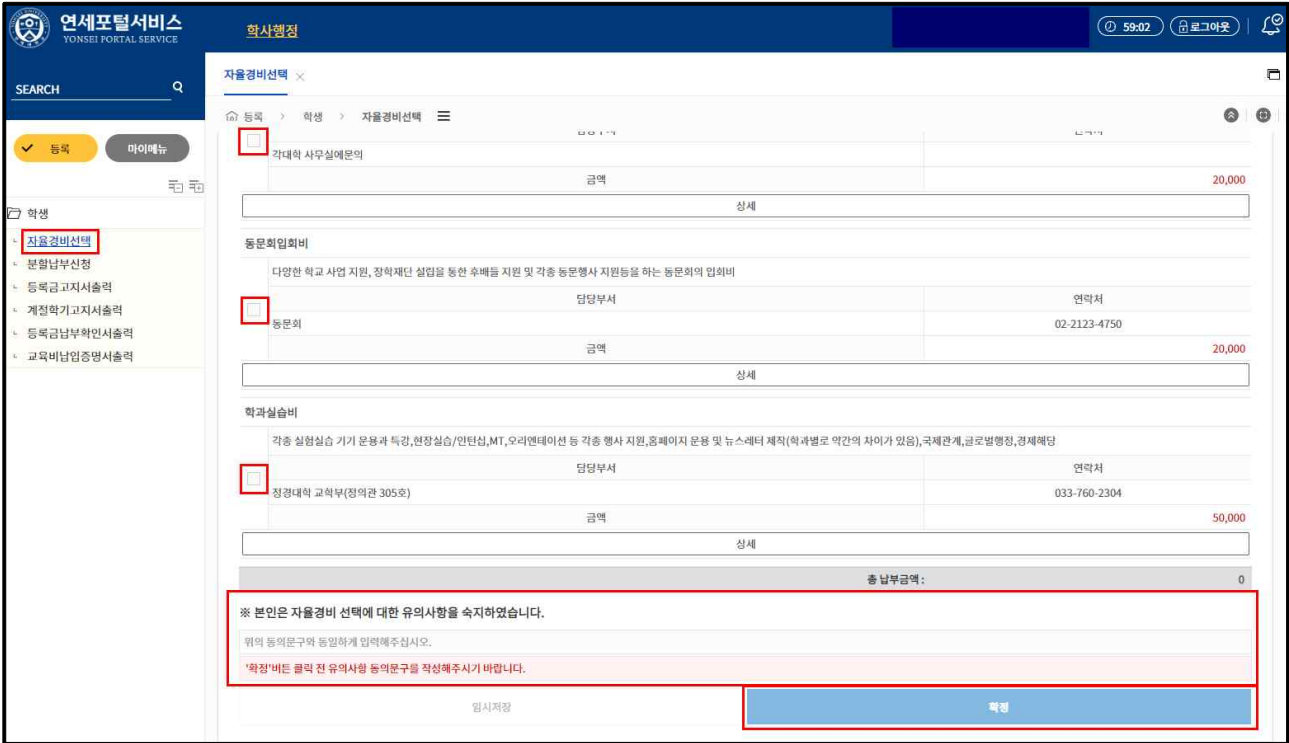 연세포털서비스
YONSEI PORTAL SERVICE
학사행정
59:02
로그아웃
SEARCH
자율경비선택
등록 > 학생 > 자율경비선택
등록
마이메뉴
학생
자율경비선택
분할납부신청
등록금고지서출력
계절학기고지서출력
등록금납부확인서출력
교육비납입증명서출력
각대학 사무실에문의
금액 20,000
상세
동문회입회비
다양한 학교 사업 지원, 장학재단 설립을 통한 후배들 지원 및 각종 동문행사 지원등을 하는 동문회의 입회비
담당부서 연락처
동문회 02-2123-4750
금액 20,000
상세
학과실습비
각종 실험실습 기기 운용과 특강,현장실습/인턴십,MT,오리엔테이션 등 각종 행사 지원,홈페이지 운용 및 뉴스레터 제작(학과별로 약간의 차이가 있음),국제관계,글로벌행정,경제해당
담당부서 연락처
정경대학 교학부(정의관 305호) 033-760-2304
금액 50,000
상세
총 납부금액 : 0
※ 본인은 자율경비 선택에 대한 유의사항을 숙지하였습니다.
위의 동의문구와 동일하게 입력해주십시오.
'확정'버튼 클릭 전 유의사항 동의문구를 작성해주시기 바랍니다.
임시저장
확정